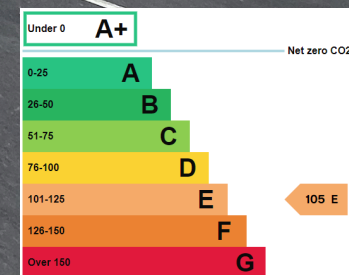 Under 0 A+
Net zero CO2
0-25 A
26-50 B
51-75 C
76-100 D
101-125 E
105 E
126-150 F
Over 150 G